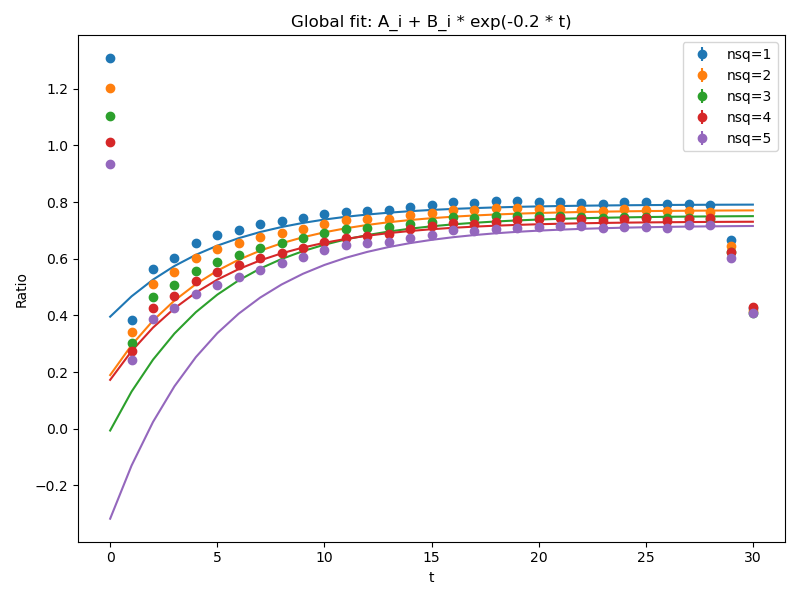 Global fit: A_i + B_i * exp(-0.2 * t)
nsq=1
nsq=2
nsq=3
nsq=4
nsq=5
1.2
1.0
0.8
0.6
0.4
0.2
0.0
−0.2
Ratio
0 5 10 15 20 25 30
t